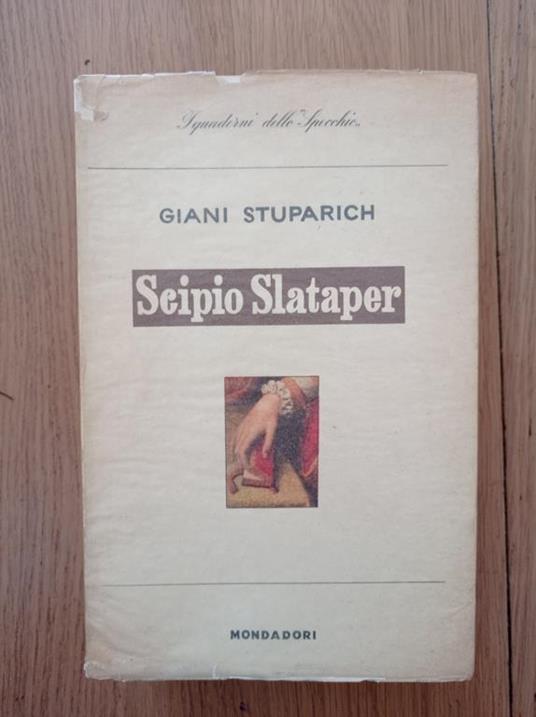 I quaderni dello "Specchio„
GIANI STUPARICH
Scipio Slataper
MONDADORI